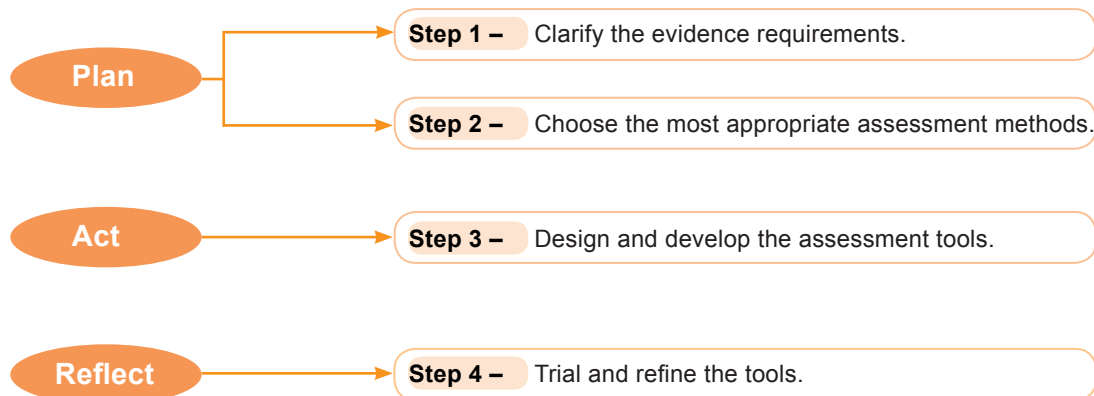 Plan
Step 1 – Clarify the evidence requirements.
Step 2 – Choose the most appropriate assessment methods.
Act
Step 3 – Design and develop the assessment tools.
Reflect
Step 4 – Trial and refine the tools.